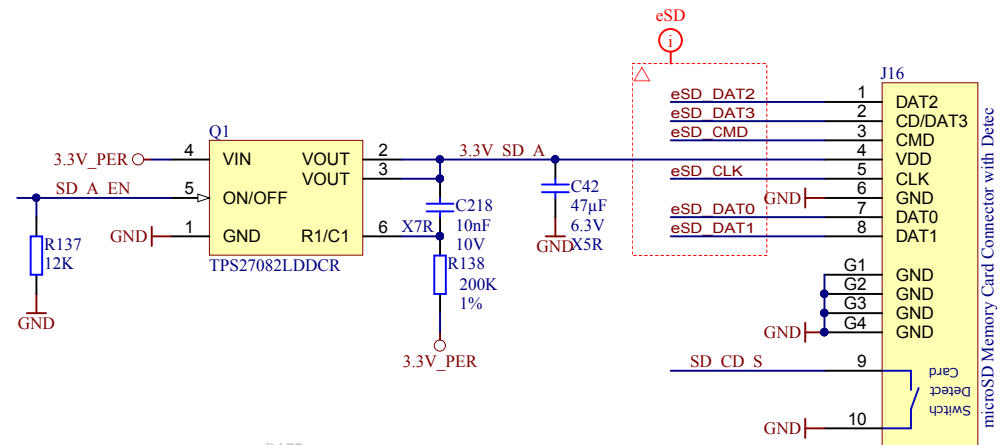 eSD
i
J16
eSD_DAT2 1 DAT2
eSD_DAT3 2 CD/DAT3
eSD_CMD 3 CMD
Q1
3.3V_PER 4 VIN VOUT 2 3.3V_SD_A 4 VDD
VOUT 3
eSD_CLK 5 CLK
SD_A_EN 5 ON/OFF
C42
47µF
6.3V
X5R
GND
C218
10nF
10V
X7R
GND 6 GND
eSD_DAT0 7 DAT0
eSD_DAT1 8 DAT1
GND 1 GND R1/C1 6
TPS27082LDDCR
R137
12K
GND
R138
200K
1%
3.3V_PER
G1 GND
G2 GND
G3 GND
GND G4 GND
SD_CD_S 9
Card
Detect
Switch
GND 10
microSD Memory Card Connector with Detec